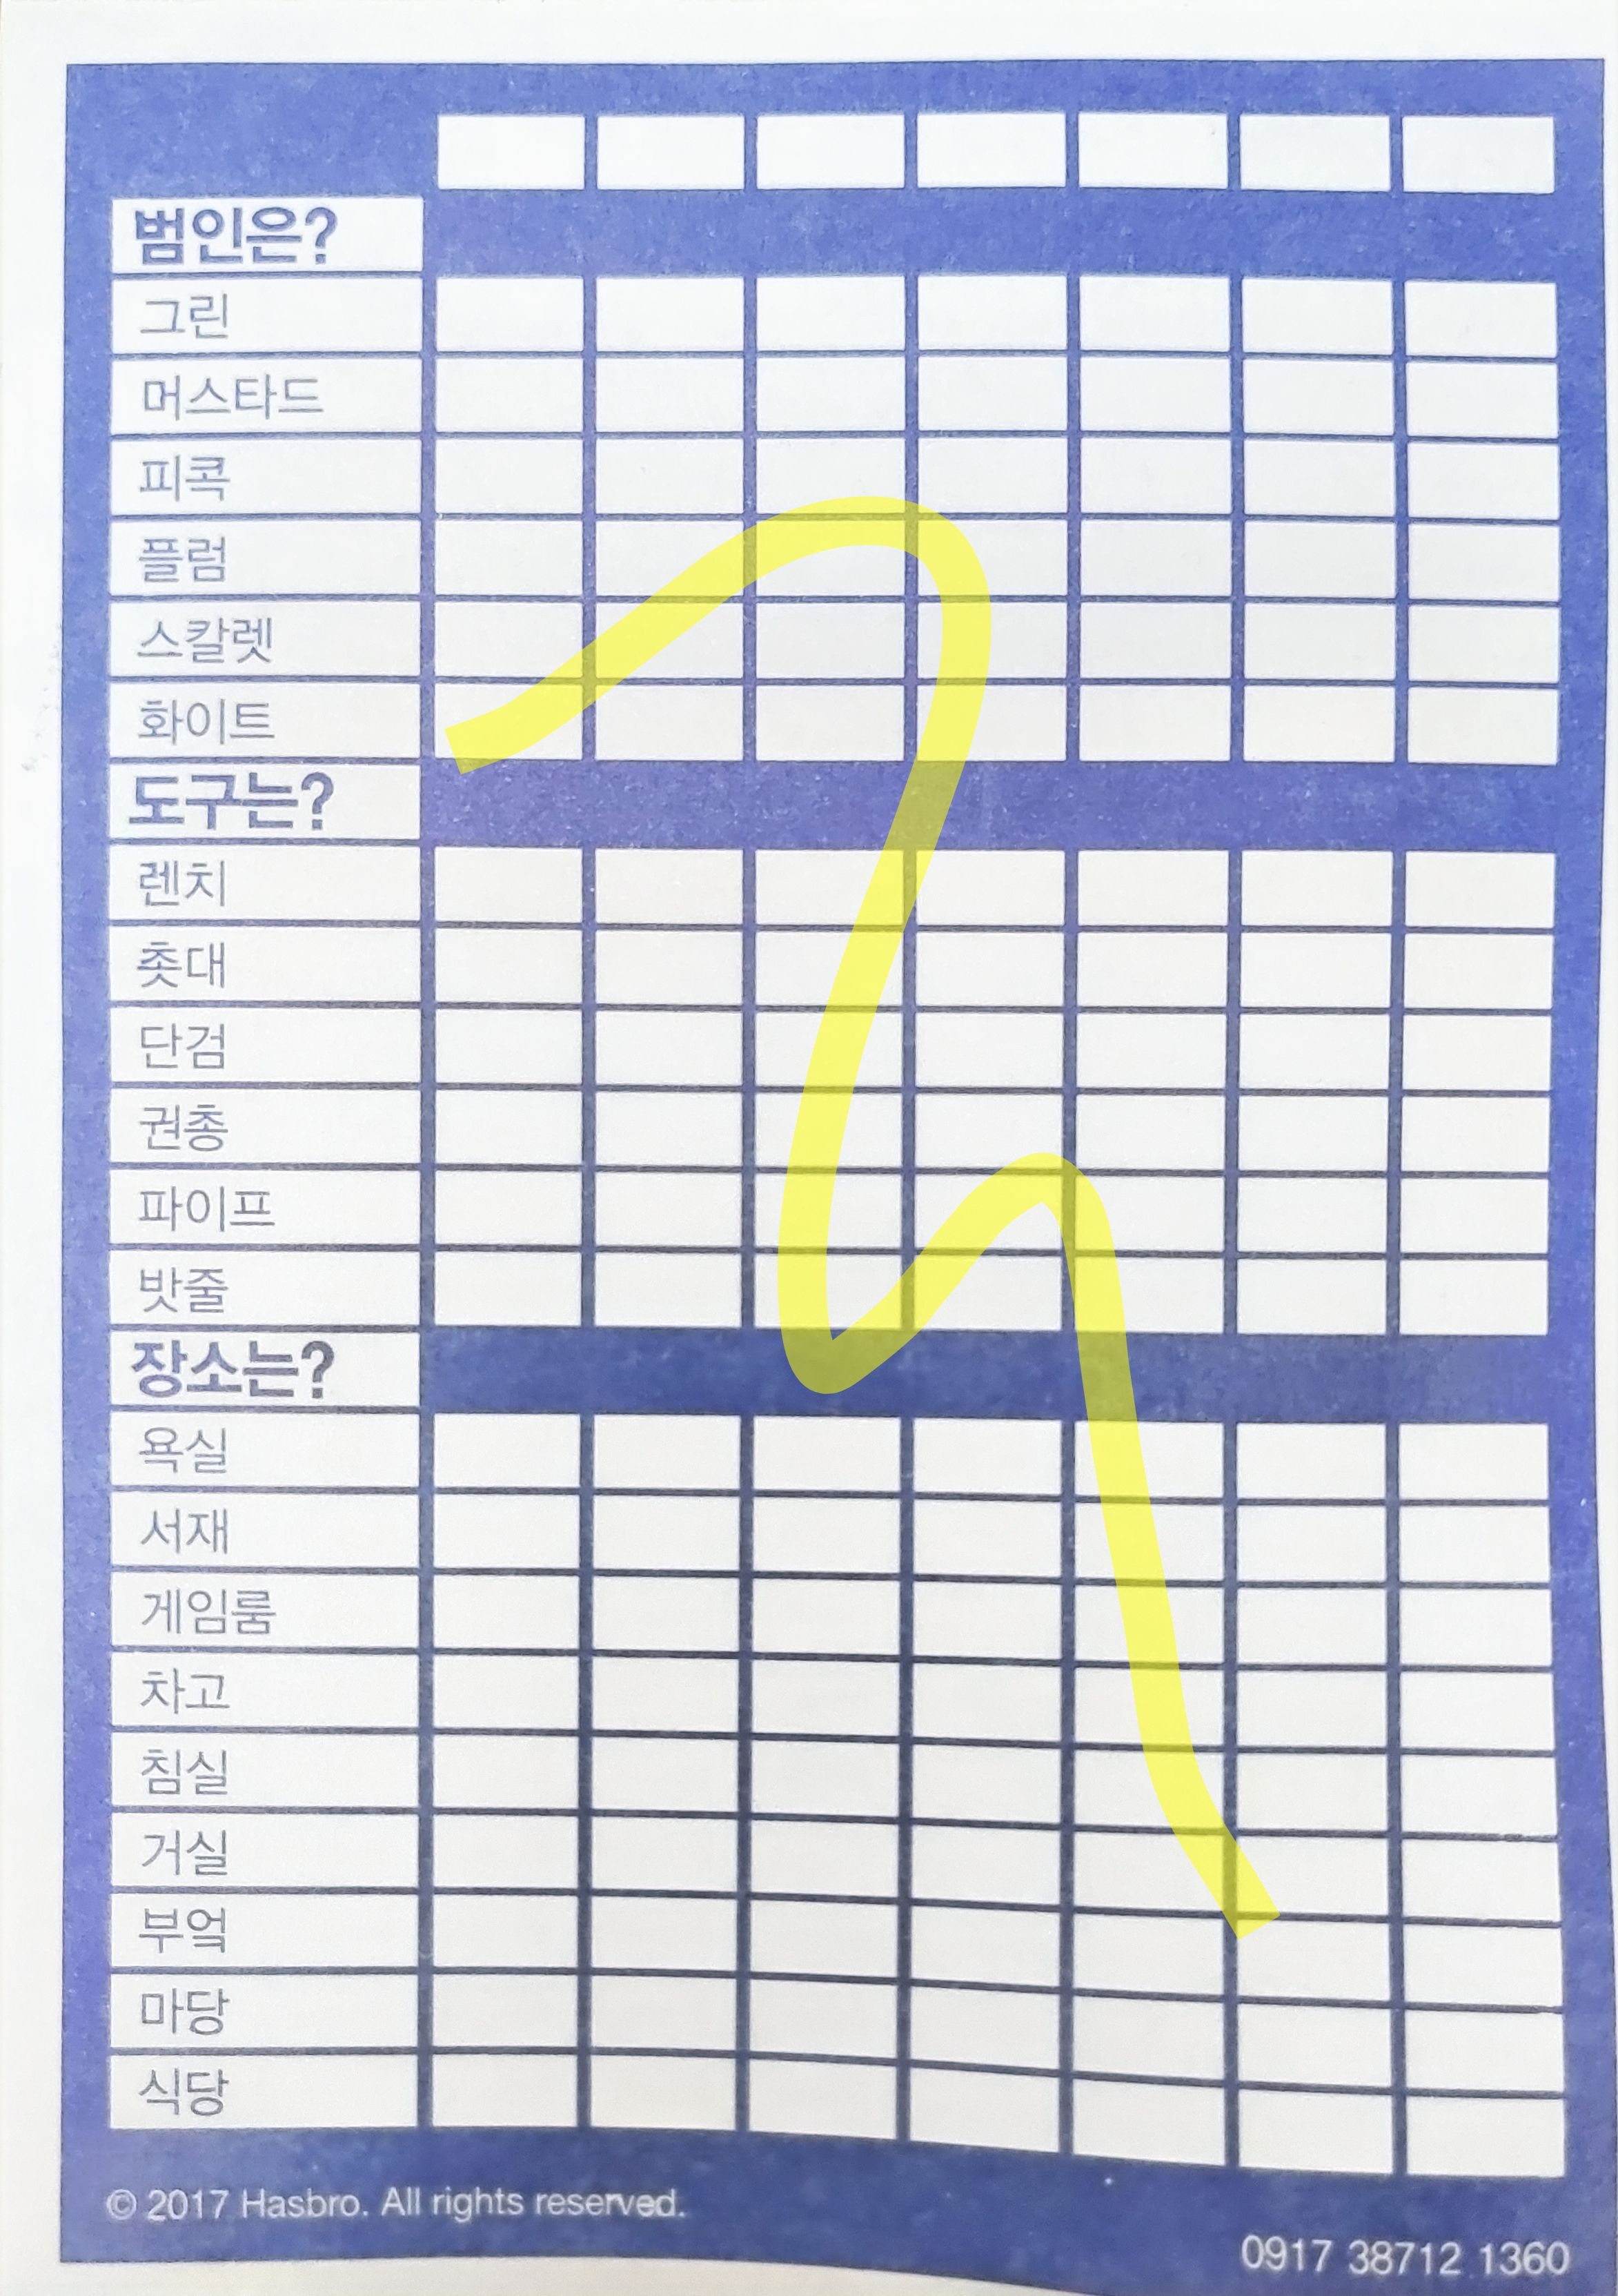 범인은?
그린
머스타드
피콕
플럼
스칼렛
화이트
도구는?
렌치
촛대
단검
권총
파이프
밧줄
장소는?
욕실
서재
게임룸
차고
침실
거실
부엌
마당
식당
© 2017 Hasbro. All rights reserved.
0917 38712 1360